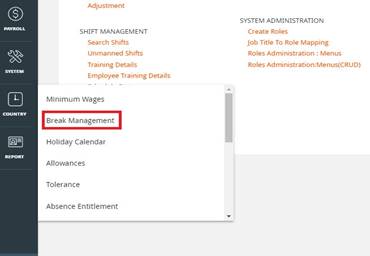 PAYROLL
SYSTEM
COUNTRY
REPORT
Adjustment
SHIFT MANAGEMENT
Search Shifts
Unmanned Shifts
Training Details
Employee Training Details
SYSTEM ADMINISTRATION
Create Roles
Job Title To Role Mapping
Roles Administration : Menus
Roles Administration:Menus(CRUD)
Minimum Wages
Break Management
Holiday Calendar
Allowances
Tolerance
Absence Entitlement